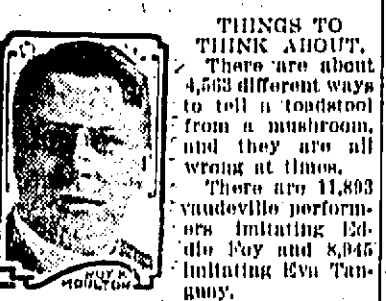 THINGS TO
THINK ABOUT.
There are about
4,563 different ways
to tell a toadstool
from a mushroom,
and they are all
wrong at times.
There are 11,893
vaudeville perform-
ers imitating Ed-
die Foy and 8,945
imitating Eva Tan-
guay.
ROY K.
MOULTON